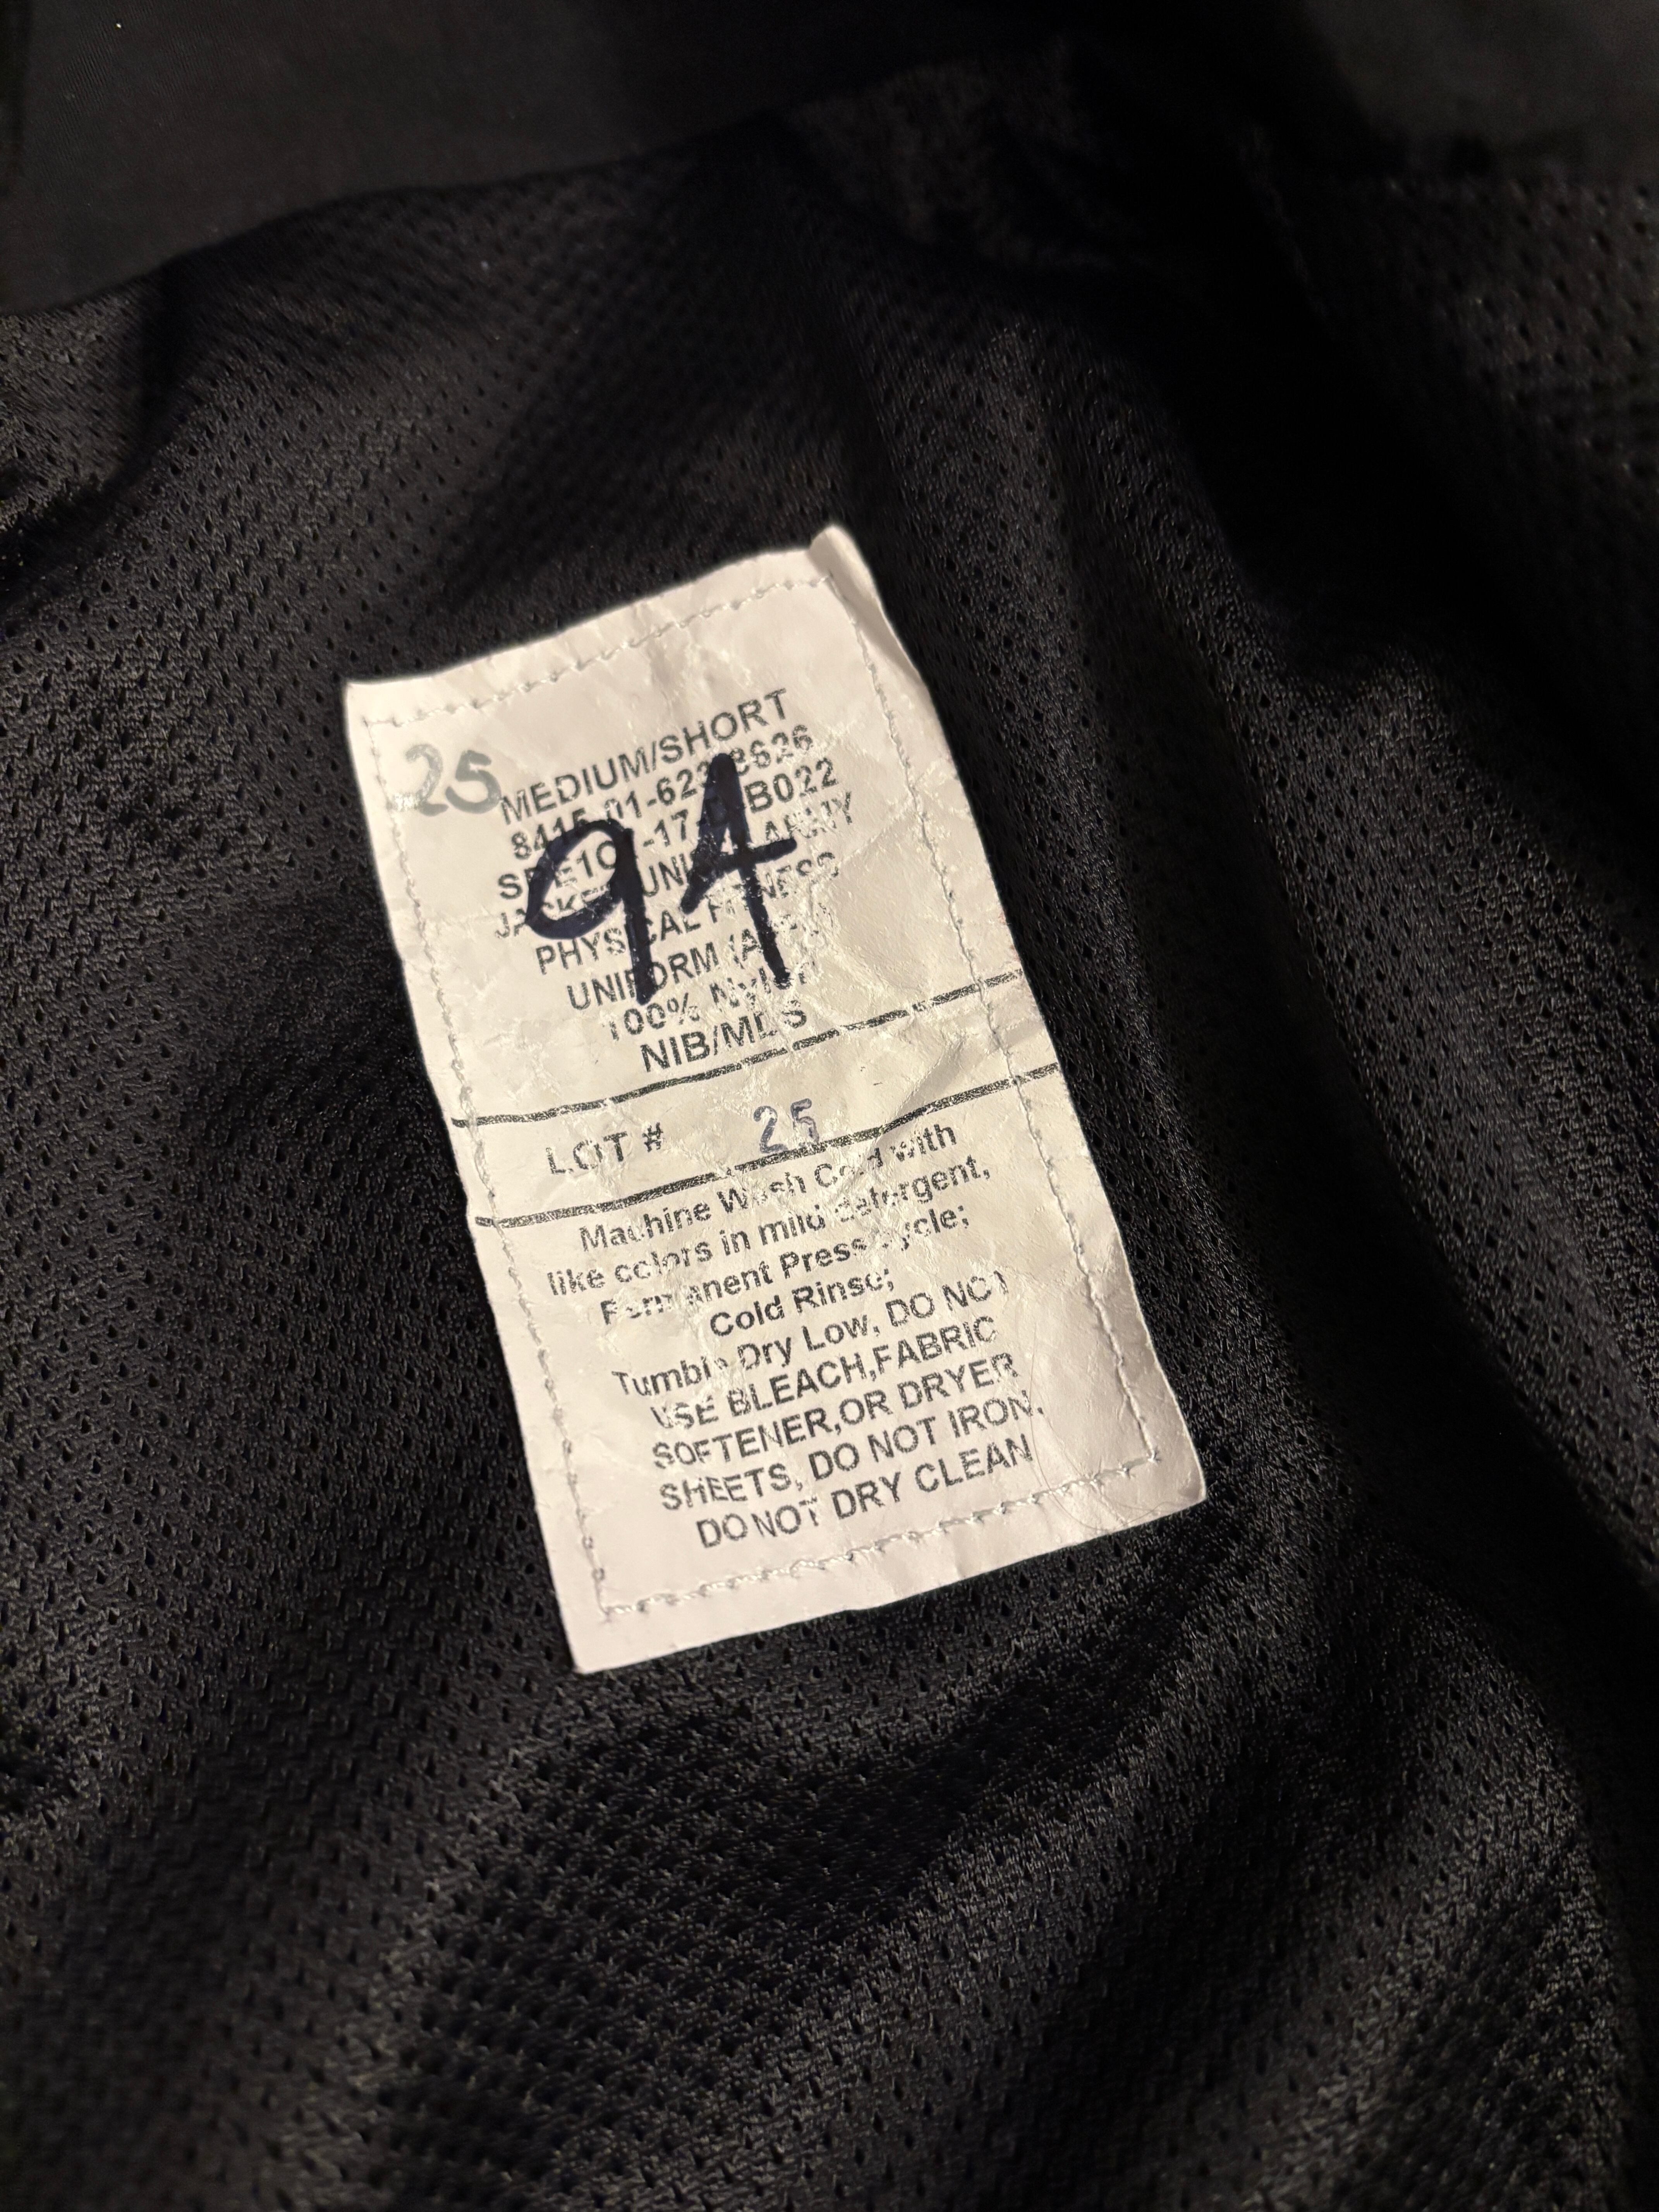 25
MEDIUM/SHORT
94
PHYSICAL FITNESS
UNIFORM
100% Nylon
NIB/MDS
LOT # 25
Machine Wash Cold with
like colors in mild detergent,
Permanent Press Cycle;
Cold Rinse;
Tumble Dry Low, DO NOT
USE BLEACH,FABRIC
SOFTENER,OR DRYER
SHEETS, DO NOT IRON,
DO NOT DRY CLEAN